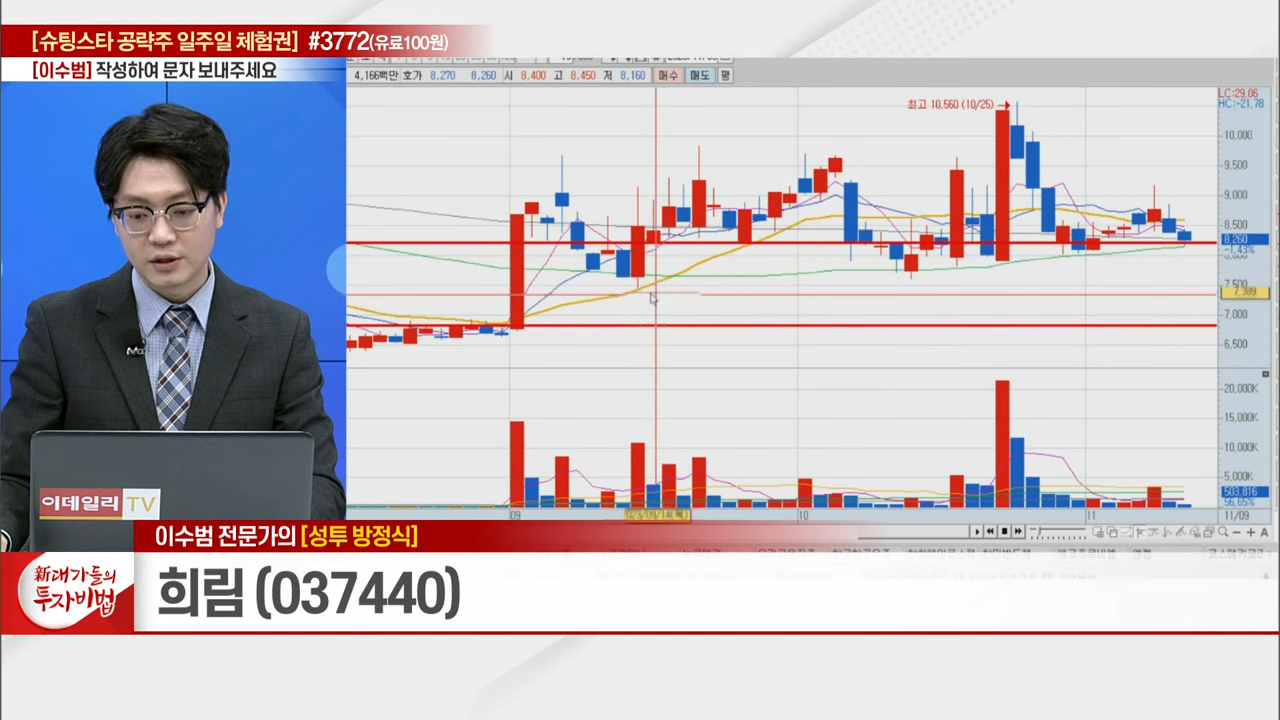 [슈팅스타 공략주 일주일 체험권] #3772(유료100원)
[이수범] 작성하여 문자 보내주세요
4,166백만 호가 8,270 8,260 시 8,400 고 8,450 저 8,160 매수 매도 평
LC:29.06
HC:-21.78
최고 10,560 (10/25)
10,000
9,500
9,000
8,500
8,260
-1.43%
8,000
7,500
7,389
7,000
6,500
20,000K
15,000K
10,000K
5,000K
503,816
56.65%
09
10
11
11/09
이데일리 TV
이수범 전문가의 [성투 방정식]
新대가들의
투자비법
희림 (037440)